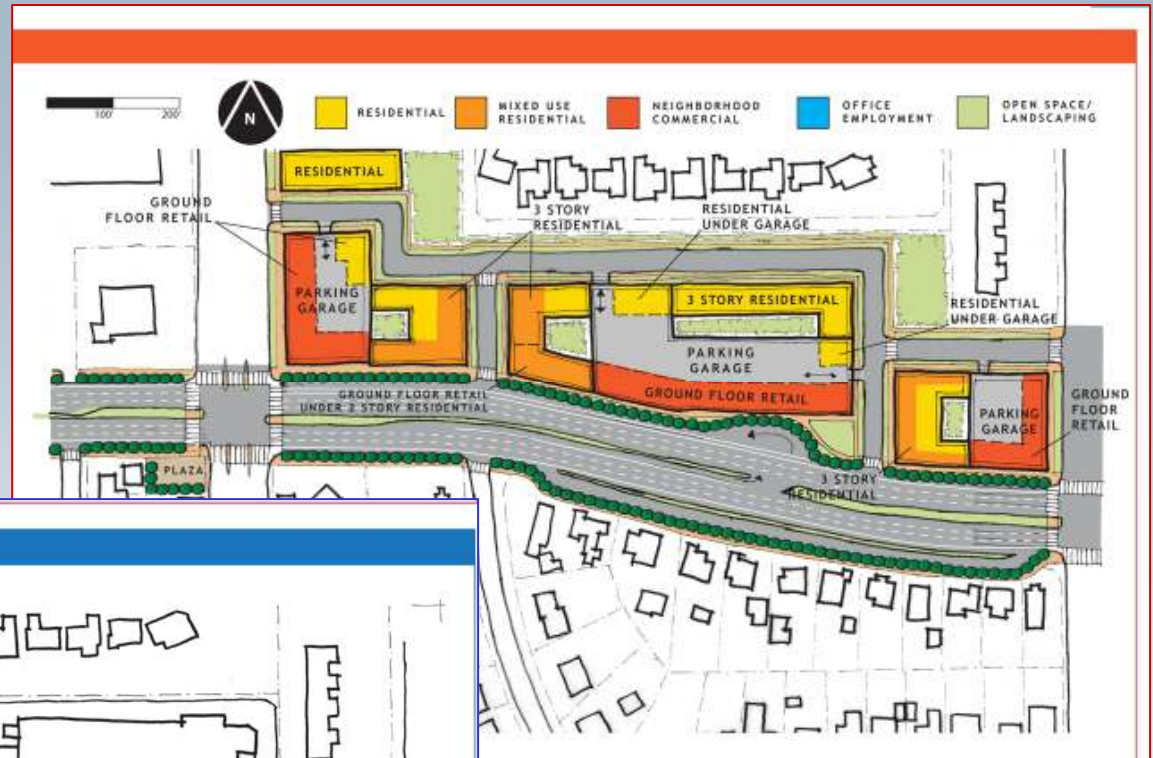 100'
200'
N
RESIDENTIAL
MIXED USE
RESIDENTIAL
NEIGHBORHOOD
COMMERCIAL
OFFICE
EMPLOYMENT
OPEN SPACE/
LANDSCAPING
RESIDENTIAL
GROUND
FLOOR RETAIL
3 STORY
RESIDENTIAL
RESIDENTIAL
UNDER GARAGE
PARKING
GARAGE
3 STORY RESIDENTIAL
RESIDENTIAL
UNDER GARAGE
PARKING
GARAGE
GROUND FLOOR RETAIL
GROUND FLOOR RETAIL
UNDER 2 STORY RESIDENTIAL
PARKING
GARAGE
GROUND
FLOOR
RETAIL
PLAZA
3 STORY
RESIDENTIAL